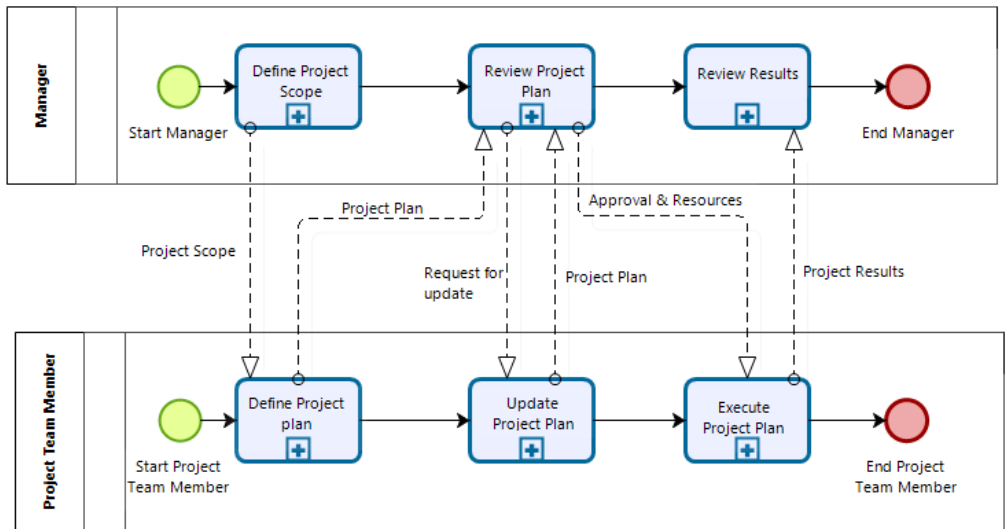 Manager
Define Project
Scope
Review Project
Plan
Review Results
Start Manager
End Manager
Project Plan
Approval & Resources
Project Scope
Request for
update
Project Plan
Project Results
Project Team Member
Define Project
plan
Update
Project Plan
Execute
Project Plan
Start Project
Team Member
End Project
Team Member